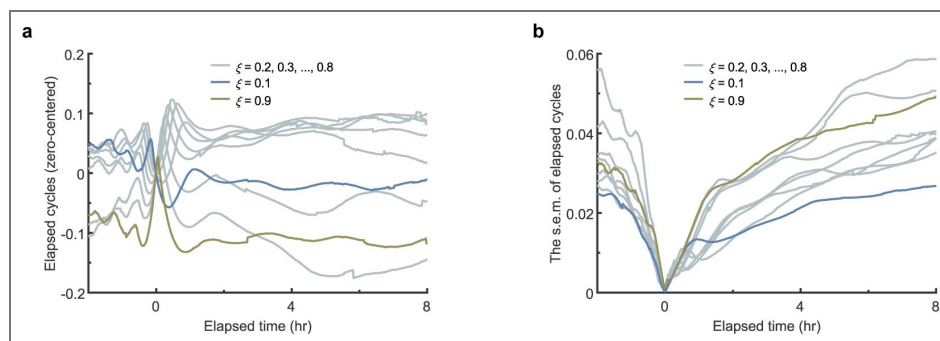 a
b
0.2
0.1
0
-0.1
-0.2
Elapsed cycles (zero-centered)
ξ = 0.2, 0.3, ..., 0.8
ξ = 0.1
ξ = 0.9
0
4
8
Elapsed time (hr)
0.06
0.04
0.02
0
The s.e.m. of elapsed cycles
ξ = 0.2, 0.3, ..., 0.8
ξ = 0.1
ξ = 0.9
0
4
8
Elapsed time (hr)